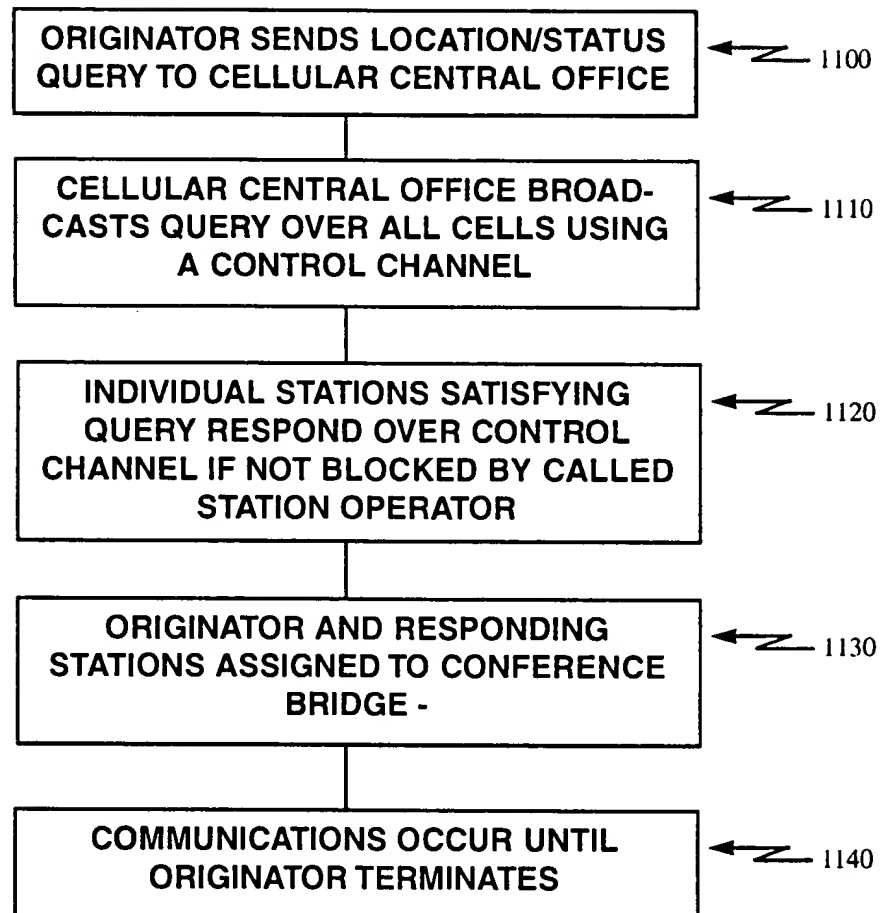 ORIGINATOR SENDS LOCATION/STATUS
QUERY TO CELLULAR CENTRAL OFFICE
1100
CELLULAR CENTRAL OFFICE BROAD-
CASTS QUERY OVER ALL CELLS USING
A CONTROL CHANNEL
1110
INDIVIDUAL STATIONS SATISFYING
QUERY RESPOND OVER CONTROL
CHANNEL IF NOT BLOCKED BY CALLED
STATION OPERATOR
1120
ORIGINATOR AND RESPONDING
STATIONS ASSIGNED TO CONFERENCE
BRIDGE -
1130
COMMUNICATIONS OCCUR UNTIL
ORIGINATOR TERMINATES
1140